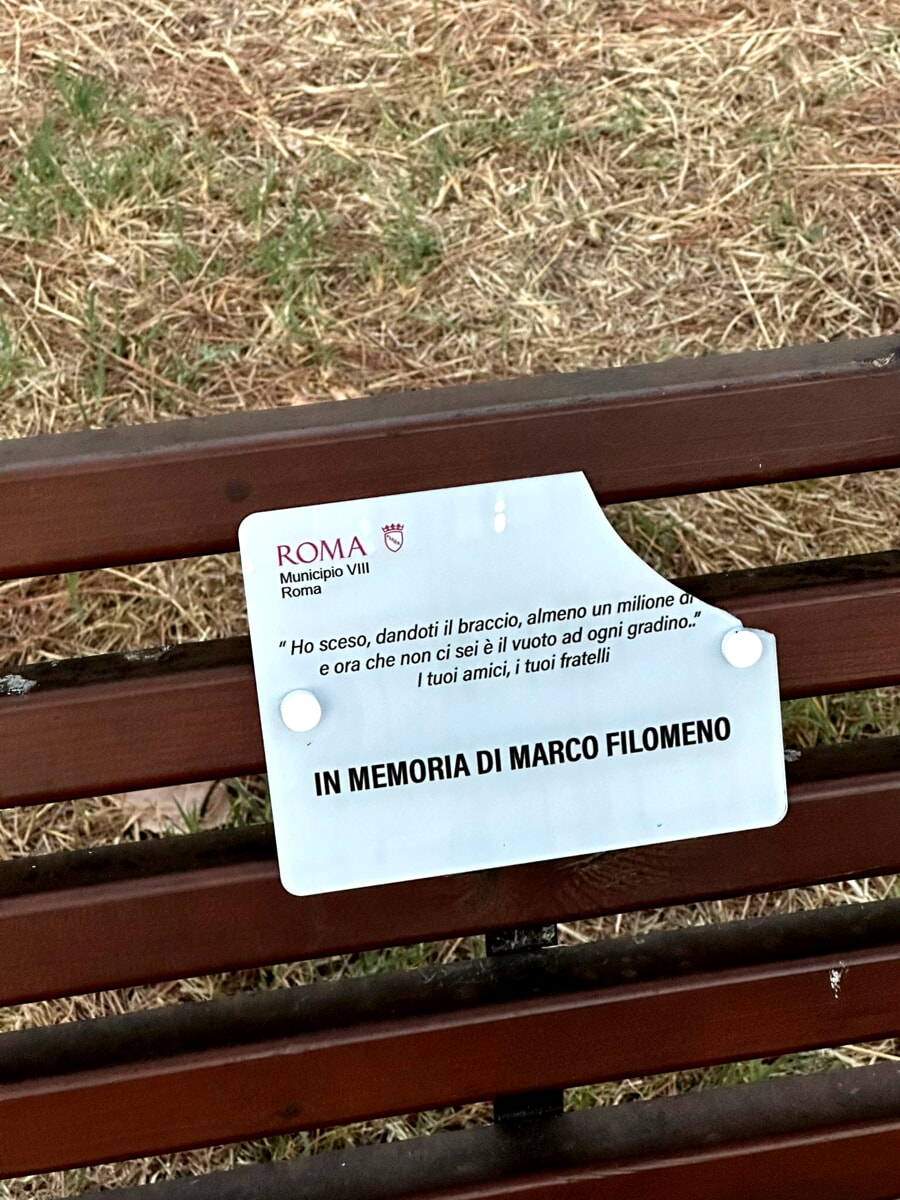 ROMA
Municipio VIII
Roma
“ Ho sceso, dandoti il braccio, almeno un milione di
e ora che non ci sei è il vuoto ad ogni gradino..”
I tuoi amici, i tuoi fratelli
IN MEMORIA DI MARCO FILOMENO